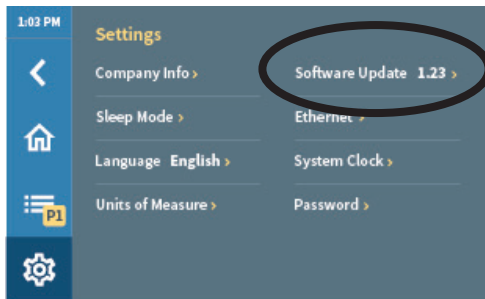 1:03 PM
Settings
Company Info >
Software Update 1.23 >
Sleep Mode >
Ethernet >
Language English >
System Clock >
P1
Units of Measure >
Password >